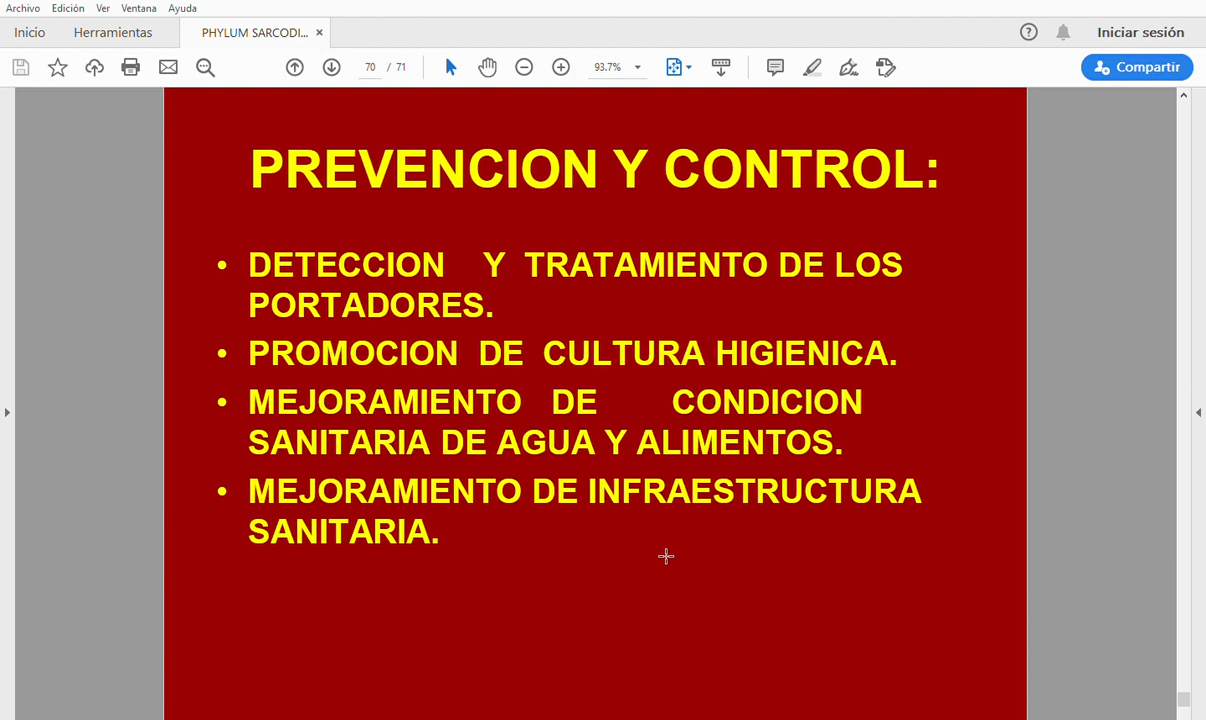 Archivo Edición Ver Ventana Ayuda
Inicio Herramientas PHYLUM SARCODI... × Iniciar sesión
70 / 71 93.7% Compartir
PREVENCION Y CONTROL:
• DETECCION Y TRATAMIENTO DE LOS
PORTADORES.
• PROMOCION DE CULTURA HIGIENICA.
• MEJORAMIENTO DE CONDICION
SANITARIA DE AGUA Y ALIMENTOS.
• MEJORAMIENTO DE INFRAESTRUCTURA
SANITARIA.